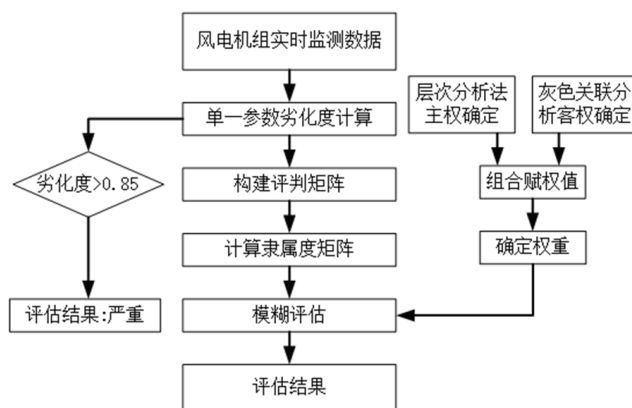 风电机组实时监测数据
层次分析法
主权确定
灰色关联分
析客权确定
单一参数劣化度计算
劣化度>0.85
构建评判矩阵
组合赋权值
计算隶属度矩阵
确定权重
评估结果:严重
模糊评估
评估结果